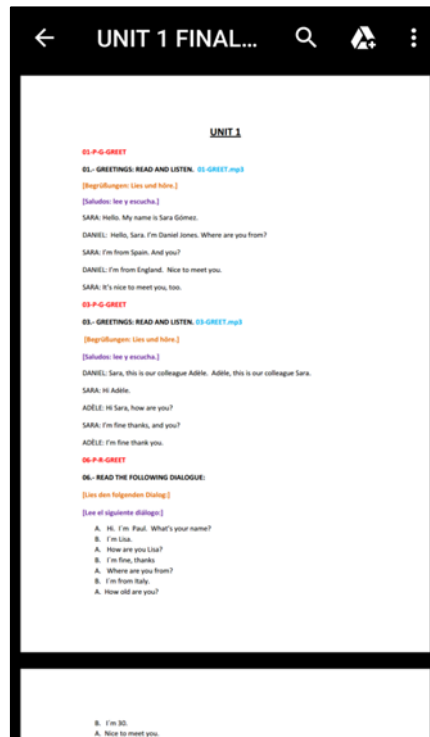 UNIT 1 FINAL...
UNIT 1
01-P-G-GREET
01.- GREETINGS: READ AND LISTEN. 01-GREET.mp3
[Begrüßungen: Lies und höre.]
[Saludos: lee y escucha.]
SARA: Hello. My name is Sara Gómez.
DANIEL: Hello, Sara. I'm Daniel Jones. Where are you from?
SARA: I'm from Spain. And you?
DANIEL: I'm from England. Nice to meet you.
SARA: It's nice to meet you, too.
03-P-G-GREET
03.- GREETINGS: READ AND LISTEN. 03-GREET.mp3
[Begrüßungen: Lies und höre.]
[Saludos: lee y escucha.]
DANIEL: Sara, this is our colleague Adèle. Adèle, this is our colleague Sara.
SARA: Hi Adèle.
ADÈLE: Hi Sara, how are you?
SARA: I'm fine thanks, and you?
ADÈLE: I'm fine thank you.
06-P-R-GREET
06.- READ THE FOLLOWING DIALOGUE:
[Lies den folgenden Dialog:]
[Lee el siguiente diálogo:]
A. Hi. I´m Paul. What's your name?
B. I´m Lisa.
A. How are you Lisa?
B. I´m fine, thanks
A. Where are you from?
B. I´m from Italy.
A. How old are you?
B. I´m 30.
A. Nice to meet you.